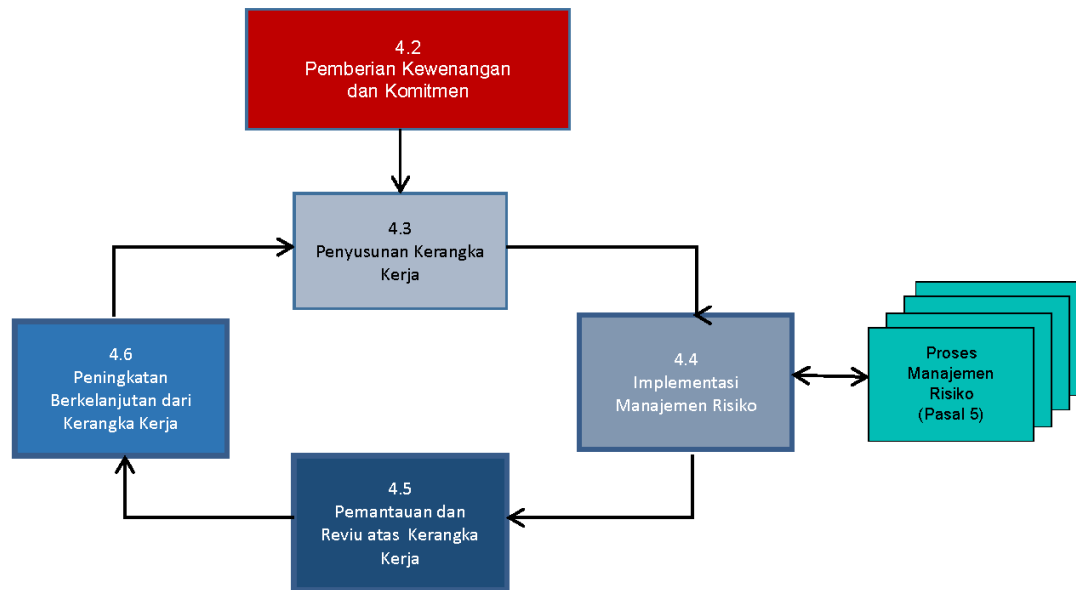 4.2
Pemberian Kewenangan
dan Komitmen
4.3
Penyusunan Kerangka
Kerja
4.4
Implementasi
Manajemen Risiko
Proses
Manajemen
Risiko
(Pasal 5)
4.5
Pemantauan dan
Reviu atas Kerangka
Kerja
4.6
Peningkatan
Berkelanjutan dari
Kerangka Kerja